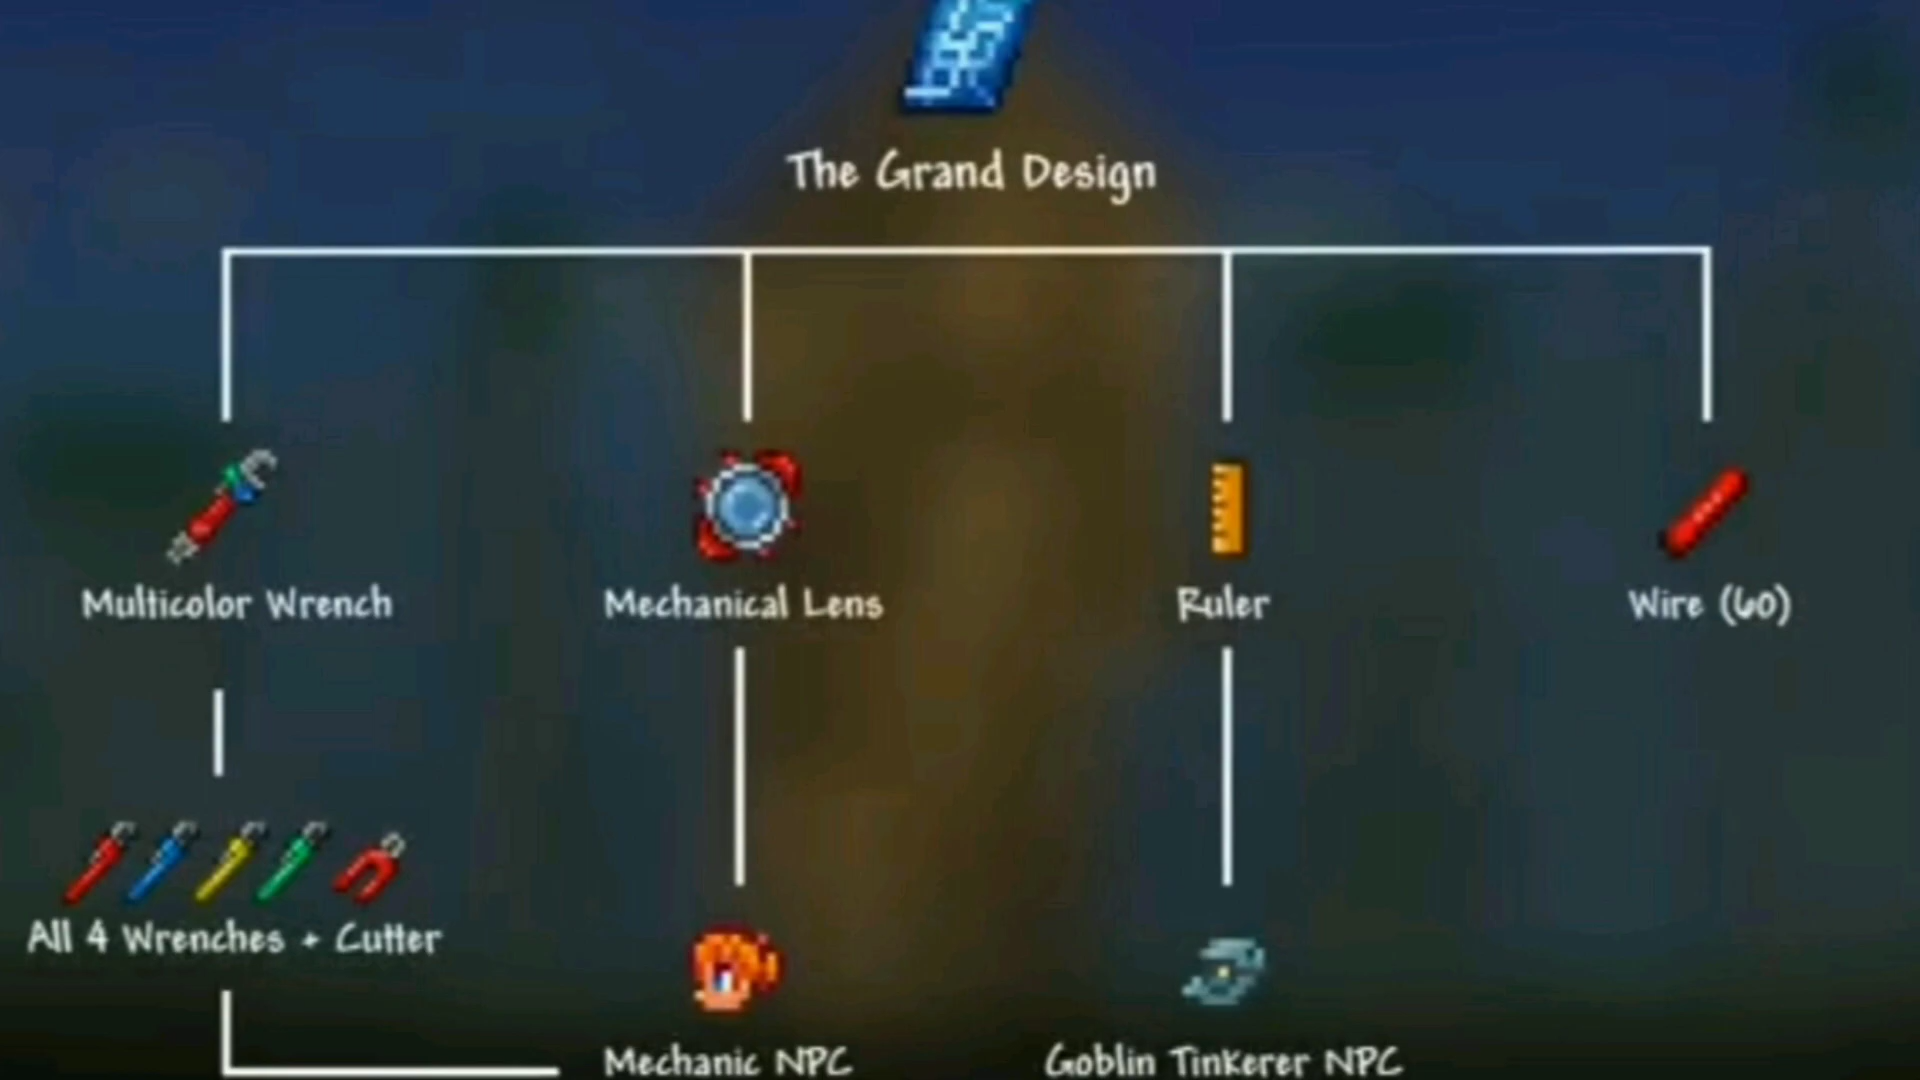 The Grand Design
Multicolor Wrench
Mechanical Lens
Ruler
Wire (60)
All 4 Wrenches + Cutter
Mechanic NPC
Goblin Tinkerer NPC